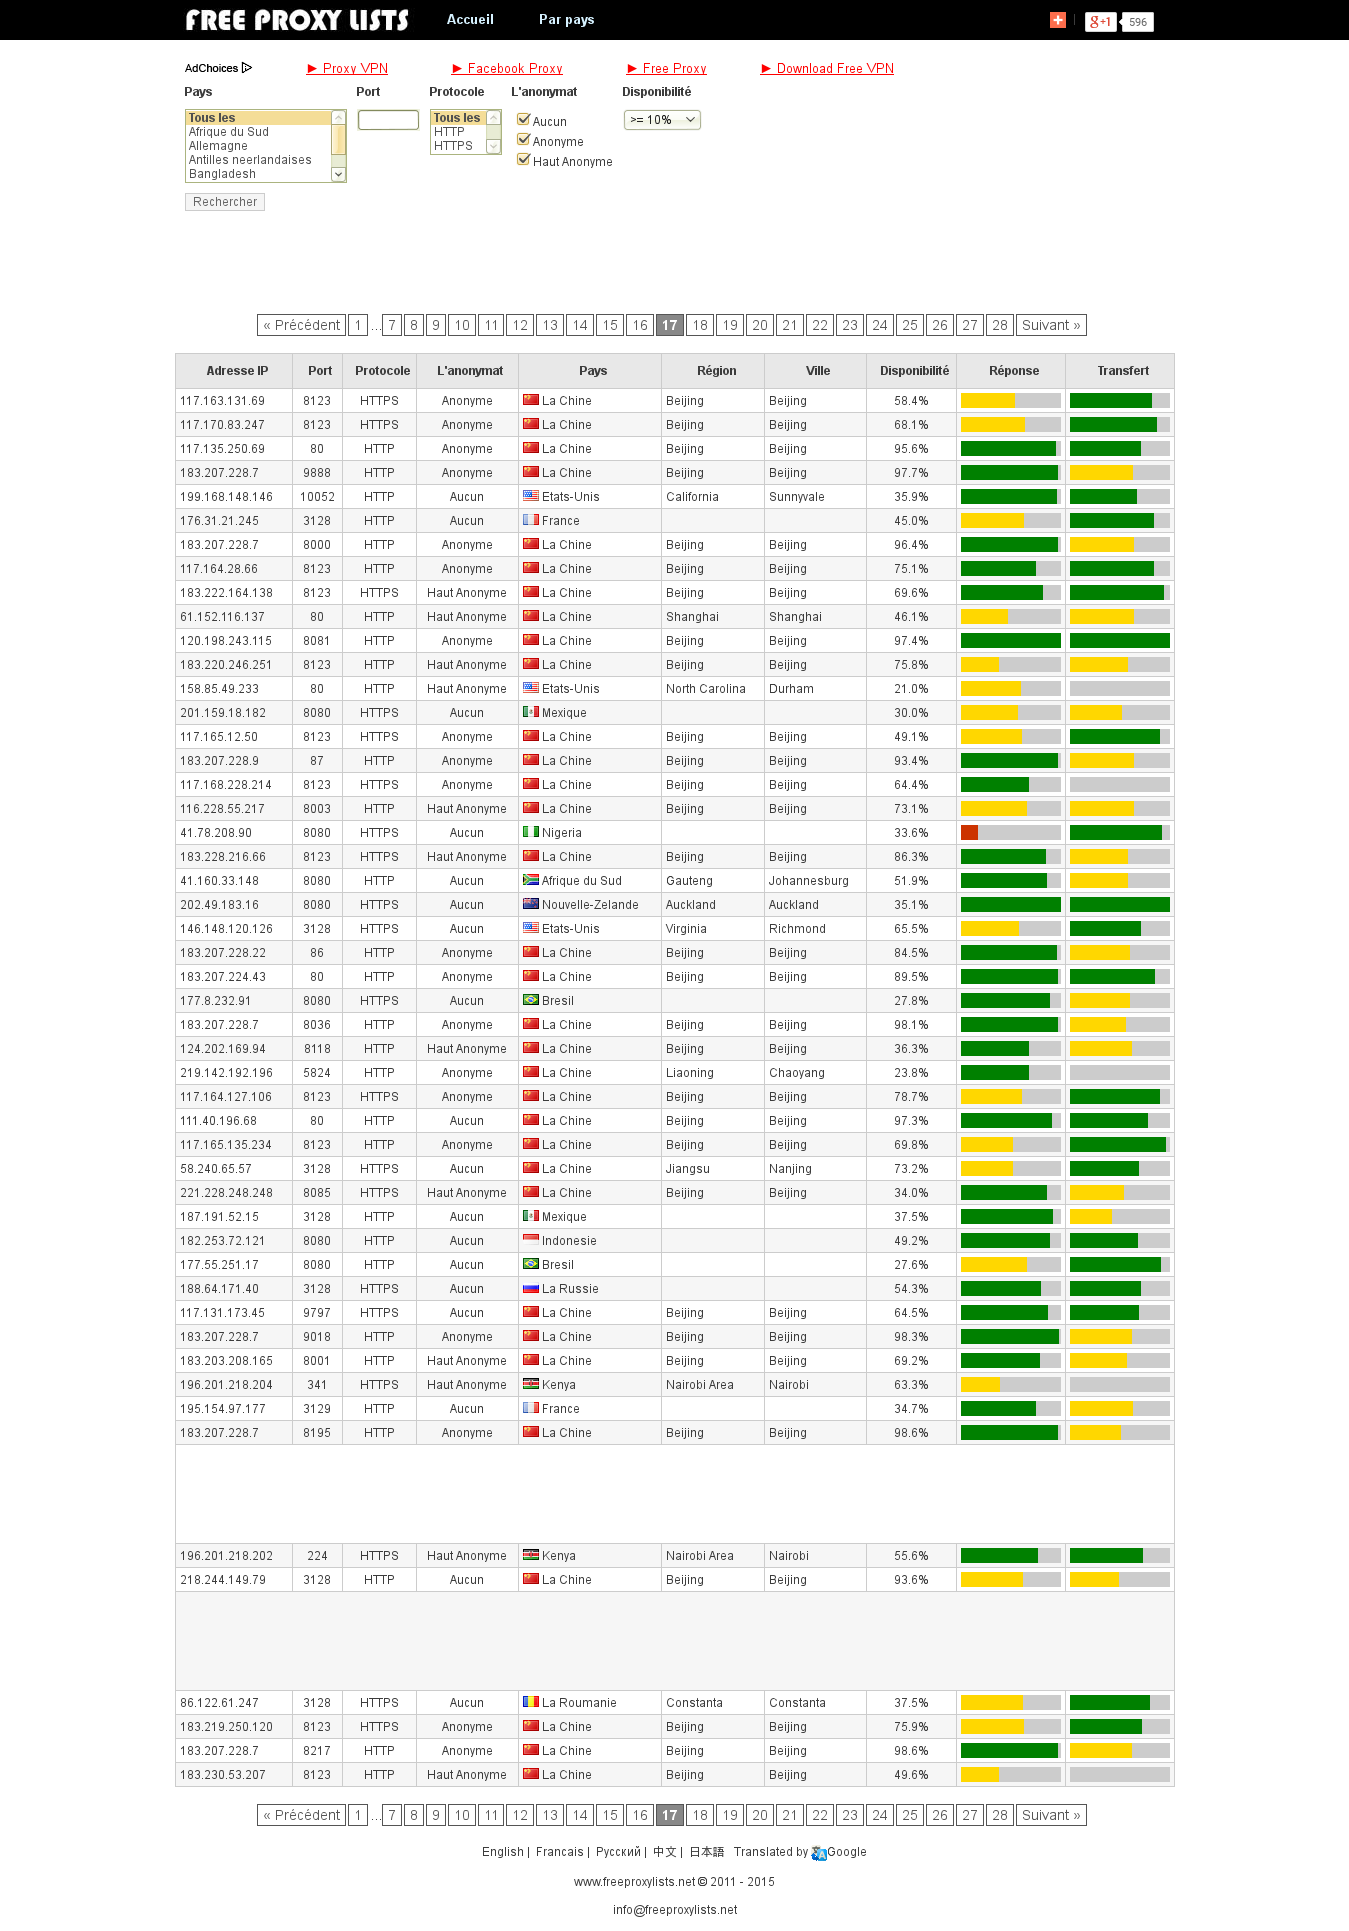 FREE PROXY LISTS Accueil Par pays g+1 596
AdChoices ► Proxy VPN ► Facebook Proxy ► Free Proxy ► Download Free VPN
Pays Port Protocole L'anonymat Disponibilité
Tous les Tous les Aucun >= 10%
Afrique du Sud HTTP Anonyme
Allemagne HTTPS Haut Anonyme
Antilles neerlandaises
Bangladesh
Rechercher
« Précédent 1 ... 7 8 9 10 11 12 13 14 15 16 17 18 19 20 21 22 23 24 25 26 27 28 Suivant »
Adresse IP Port Protocole L'anonymat Pays Région Ville Disponibilité Réponse Transfert
117.163.131.69 8123 HTTPS Anonyme La Chine Beijing Beijing 58.4%
117.170.83.247 8123 HTTPS Anonyme La Chine Beijing Beijing 68.1%
117.135.250.69 80 HTTP Anonyme La Chine Beijing Beijing 95.6%
183.207.228.7 9888 HTTP Anonyme La Chine Beijing Beijing 97.7%
199.168.148.146 10052 HTTP Aucun Etats-Unis California Sunnyvale 35.9%
176.31.21.245 3128 HTTP Aucun France 45.0%
183.207.228.7 8000 HTTP Anonyme La Chine Beijing Beijing 96.4%
117.164.28.66 8123 HTTP Anonyme La Chine Beijing Beijing 75.1%
183.222.164.138 8123 HTTPS Haut Anonyme La Chine Beijing Beijing 69.6%
61.152.116.137 80 HTTP Haut Anonyme La Chine Shanghai Shanghai 46.1%
120.198.243.115 8081 HTTP Anonyme La Chine Beijing Beijing 97.4%
183.220.246.251 8123 HTTP Haut Anonyme La Chine Beijing Beijing 75.8%
158.85.49.233 80 HTTP Haut Anonyme Etats-Unis North Carolina Durham 21.0%
201.159.18.182 8080 HTTPS Aucun Mexique 30.0%
117.165.12.50 8123 HTTPS Anonyme La Chine Beijing Beijing 49.1%
183.207.228.9 87 HTTP Anonyme La Chine Beijing Beijing 93.4%
117.168.228.214 8123 HTTPS Anonyme La Chine Beijing Beijing 64.4%
116.228.55.217 8003 HTTP Haut Anonyme La Chine Beijing Beijing 73.1%
41.78.208.90 8080 HTTPS Aucun Nigeria 33.6%
183.228.216.66 8123 HTTPS Haut Anonyme La Chine Beijing Beijing 86.3%
41.160.33.148 8080 HTTP Aucun Afrique du Sud Gauteng Johannesburg 51.9%
202.49.183.16 8080 HTTPS Aucun Nouvelle-Zelande Auckland Auckland 35.1%
146.148.120.126 3128 HTTPS Aucun Etats-Unis Virginia Richmond 65.5%
183.207.228.22 86 HTTP Anonyme La Chine Beijing Beijing 84.5%
183.207.224.43 80 HTTP Anonyme La Chine Beijing Beijing 89.5%
177.8.232.91 8080 HTTPS Aucun Bresil 27.8%
183.207.228.7 8036 HTTP Anonyme La Chine Beijing Beijing 98.1%
124.202.169.94 8118 HTTP Haut Anonyme La Chine Beijing Beijing 36.3%
219.142.192.196 5824 HTTP Anonyme La Chine Liaoning Chaoyang 23.8%
117.164.127.106 8123 HTTPS Anonyme La Chine Beijing Beijing 78.7%
111.40.196.68 80 HTTP Aucun La Chine Beijing Beijing 97.3%
117.165.135.234 8123 HTTP Anonyme La Chine Beijing Beijing 69.8%
58.240.65.57 3128 HTTPS Aucun La Chine Jiangsu Nanjing 73.2%
221.228.248.248 8085 HTTPS Haut Anonyme La Chine Beijing Beijing 34.0%
187.191.52.15 3128 HTTP Aucun Mexique 37.5%
182.253.72.121 8080 HTTP Aucun Indonesie 49.2%
177.55.251.17 8080 HTTP Aucun Bresil 27.6%
188.64.171.40 3128 HTTPS Aucun La Russie 54.3%
117.131.173.45 9797 HTTPS Aucun La Chine Beijing Beijing 64.5%
183.207.228.7 9018 HTTP Anonyme La Chine Beijing Beijing 98.3%
183.203.208.165 8001 HTTP Haut Anonyme La Chine Beijing Beijing 69.2%
196.201.218.204 341 HTTPS Haut Anonyme Kenya Nairobi Area Nairobi 63.3%
195.154.97.177 3129 HTTP Aucun France 34.7%
183.207.228.7 8195 HTTP Anonyme La Chine Beijing Beijing 98.6%
196.201.218.202 224 HTTPS Haut Anonyme Kenya Nairobi Area Nairobi 55.6%
218.244.149.79 3128 HTTP Aucun La Chine Beijing Beijing 93.6%
86.122.61.247 3128 HTTPS Aucun La Roumanie Constanta Constanta 37.5%
183.219.250.120 8123 HTTPS Anonyme La Chine Beijing Beijing 75.9%
183.207.228.7 8217 HTTP Anonyme La Chine Beijing Beijing 98.6%
183.230.53.207 8123 HTTP Haut Anonyme La Chine Beijing Beijing 49.6%
« Précédent 1 ... 7 8 9 10 11 12 13 14 15 16 17 18 19 20 21 22 23 24 25 26 27 28 Suivant »
English | Francais | Русский | 中文 | 日本語 Translated by Google
www.freeproxylists.net © 2011 - 2015
info@freeproxylists.net